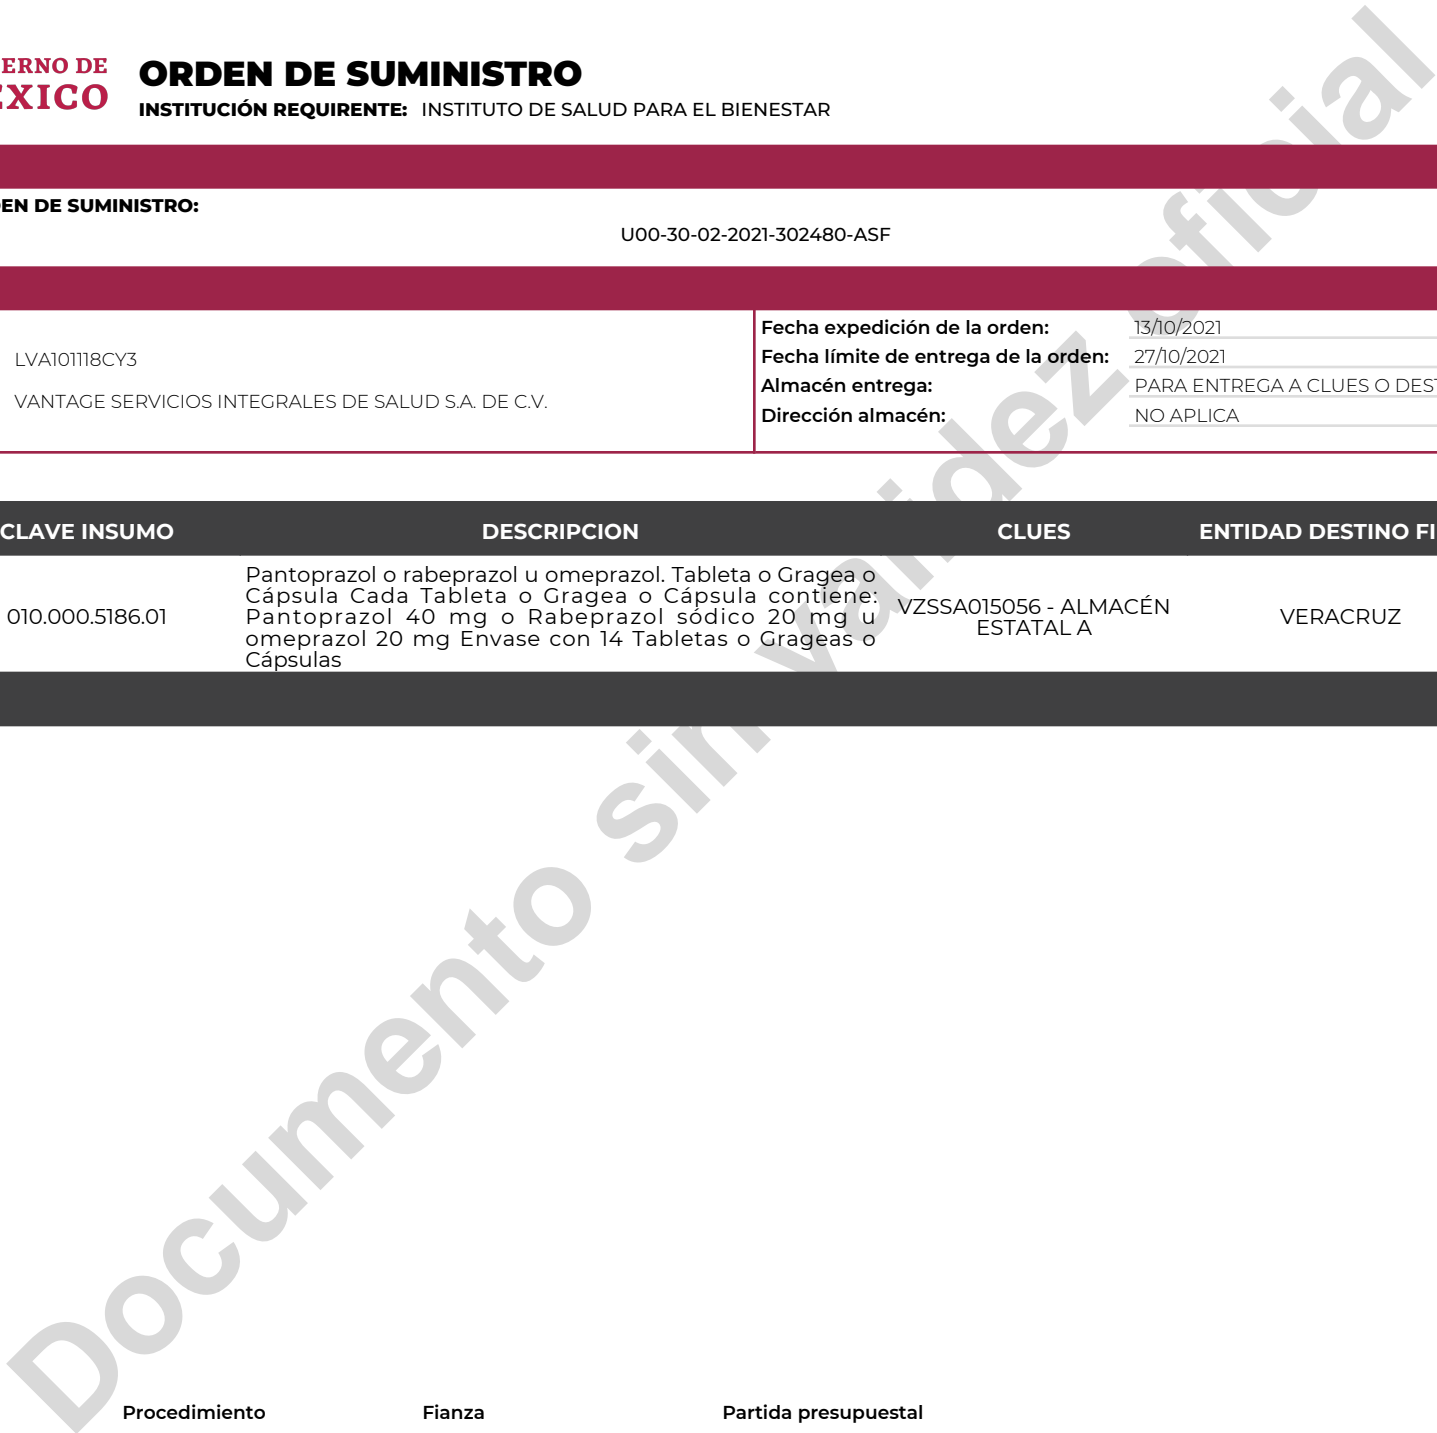 ERNO DE
ÉXICO
ORDEN DE SUMINISTRO
INSTITUCIÓN REQUIRENTE: INSTITUTO DE SALUD PARA EL BIENESTAR
EN DE SUMINISTRO:
U00-30-02-2021-302480-ASF
LVA101118CY3
VANTAGE SERVICIOS INTEGRALES DE SALUD S.A. DE C.V.
Fecha expedición de la orden: 13/10/2021
Fecha límite de entrega de la orden: 27/10/2021
Almacén entrega: PARA ENTREGA A CLUES O DEST
Dirección almacén: NO APLICA
CLAVE INSUMO DESCRIPCION CLUES ENTIDAD DESTINO FI
010.000.5186.01
Pantoprazol o rabeprazol u omeprazol. Tableta o Gragea o
Cápsula Cada Tableta o Gragea o Cápsula contiene:
Pantoprazol 40 mg o Rabeprazol sódico 20 mg u
omeprazol 20 mg Envase con 14 Tabletas o Grageas o
Cápsulas
VZSSA015056 - ALMACÉN
ESTATAL A
VERACRUZ
Documento sin validez oficial
Procedimiento Fianza Partida presupuestal